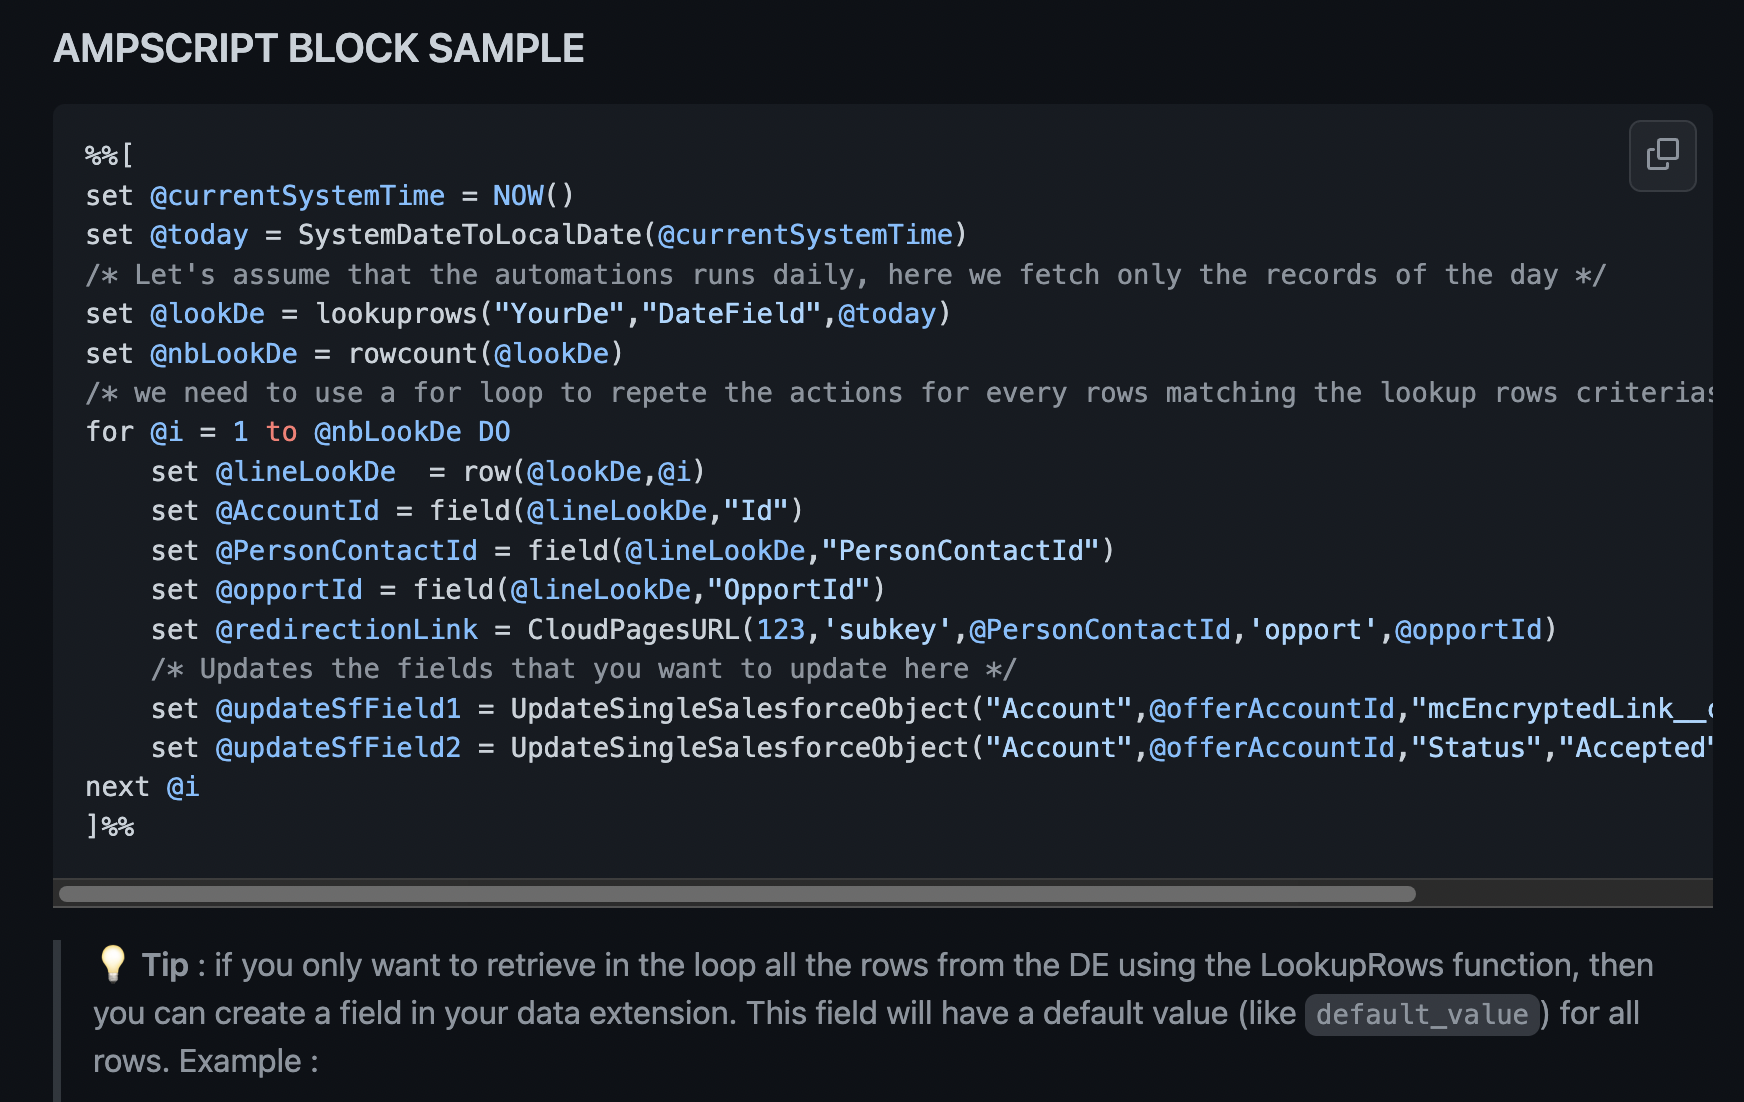 AMPSCRIPT BLOCK SAMPLE
%%[
set @currentSystemTime = NOW()
set @today = SystemDateToLocalDate(@currentSystemTime)
/* Let's assume that the automations runs daily, here we fetch only the records of the day */
set @lookDe = lookuprows("YourDe","DateField",@today)
set @nbLookDe = rowcount(@lookDe)
/* we need to use a for loop to repete the actions for every rows matching the lookup rows criterias
for @i = 1 to @nbLookDe DO
    set @lineLookDe  = row(@lookDe,@i)
    set @AccountId = field(@lineLookDe,"Id")
    set @PersonContactId = field(@lineLookDe,"PersonContactId")
    set @opportId = field(@lineLookDe,"OpportId")
    set @redirectionLink = CloudPagesURL(123,'subkey',@PersonContactId,'opport',@opportId)
    /* Updates the fields that you want to update here */
    set @updateSfField1 = UpdateSingleSalesforceObject("Account",@offerAccountId,"mcEncryptedLink__c
    set @updateSfField2 = UpdateSingleSalesforceObject("Account",@offerAccountId,"Status","Accepted"
next @i
]%%
💡 Tip : if you only want to retrieve in the loop all the rows from the DE using the LookupRows function, then
you can create a field in your data extension. This field will have a default value (like default_value) for all
rows. Example :